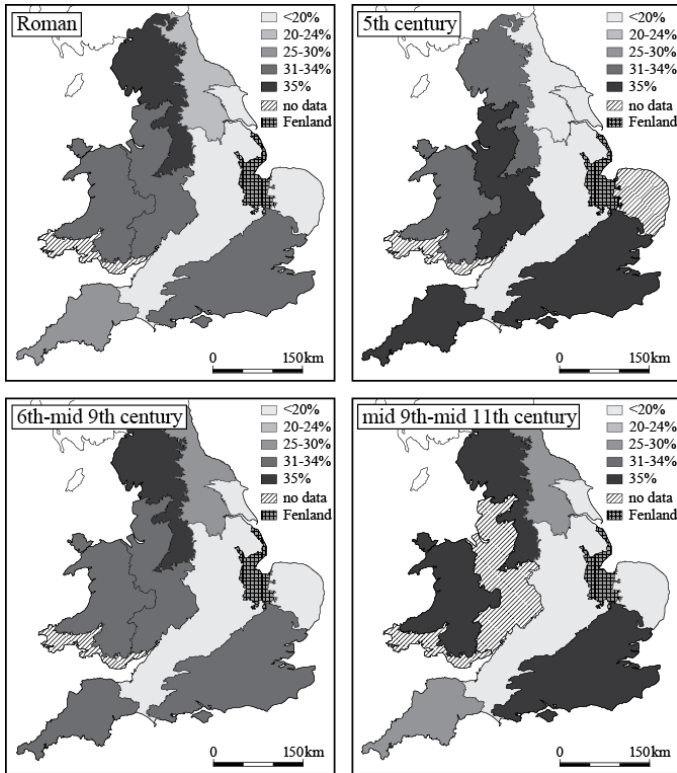 Roman
<20%
20-24%
25-30%
31-34%
35%
no data
Fenland
0 150km
5th century
<20%
20-24%
25-30%
31-34%
35%
no data
Fenland
0 150km
6th-mid 9th century
<20%
20-24%
25-30%
31-34%
35%
no data
Fenland
0 150km
mid 9th-mid 11th century
<20%
20-24%
25-30%
31-34%
35%
no data
Fenland
0 150km